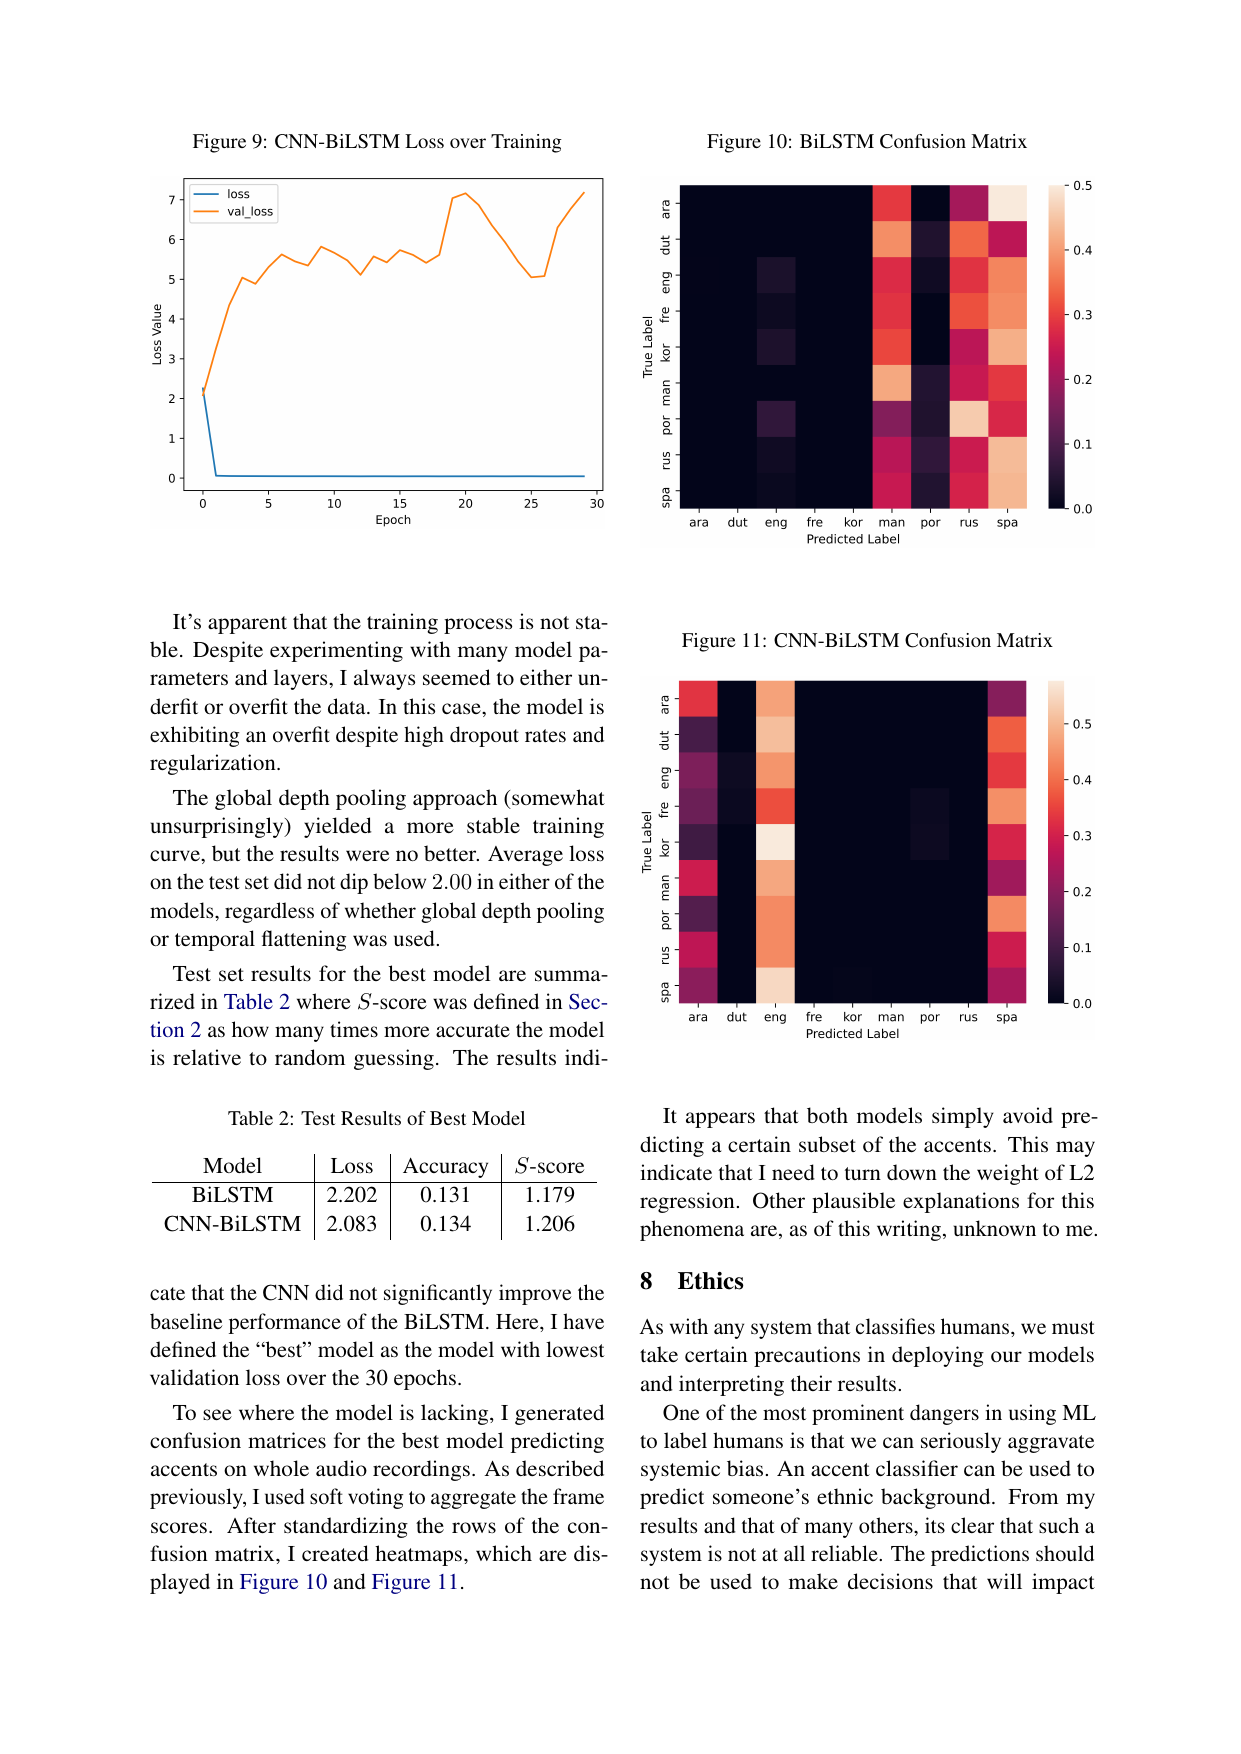 Figure 9: CNN-BiLSTM Loss over Training
loss
val_loss
7
6
5
4
3
2
1
0
Loss Value
0 5 10 15 20 25 30
Epoch
It’s apparent that the training process is not sta-
ble. Despite experimenting with many model pa-
rameters and layers, I always seemed to either un-
derfit or overfit the data. In this case, the model is
exhibiting an overfit despite high dropout rates and
regularization.
The global depth pooling approach (somewhat
unsurprisingly) yielded a more stable training
curve, but the results were no better. Average loss
on the test set did not dip below 2.00 in either of the
models, regardless of whether global depth pooling
or temporal flattening was used.
Test set results for the best model are summa-
rized in Table 2 where S-score was defined in Sec-
tion 2 as how many times more accurate the model
is relative to random guessing. The results indi-
Table 2: Test Results of Best Model
Model Loss Accuracy S-score
BiLSTM 2.202 0.131 1.179
CNN-BiLSTM 2.083 0.134 1.206
cate that the CNN did not significantly improve the
baseline performance of the BiLSTM. Here, I have
defined the “best” model as the model with lowest
validation loss over the 30 epochs.
To see where the model is lacking, I generated
confusion matrices for the best model predicting
accents on whole audio recordings. As described
previously, I used soft voting to aggregate the frame
scores. After standardizing the rows of the con-
fusion matrix, I created heatmaps, which are dis-
played in Figure 10 and Figure 11.
Figure 10: BiLSTM Confusion Matrix
True Label
ara
dut
eng
fre
kor
man
por
rus
spa
ara dut eng fre kor man por rus spa
Predicted Label
0.5
0.4
0.3
0.2
0.1
0.0
Figure 11: CNN-BiLSTM Confusion Matrix
True Label
ara
dut
eng
fre
kor
man
por
rus
spa
ara dut eng fre kor man por rus spa
Predicted Label
0.5
0.4
0.3
0.2
0.1
0.0
It appears that both models simply avoid pre-
dicting a certain subset of the accents. This may
indicate that I need to turn down the weight of L2
regression. Other plausible explanations for this
phenomena are, as of this writing, unknown to me.
8 Ethics
As with any system that classifies humans, we must
take certain precautions in deploying our models
and interpreting their results.
One of the most prominent dangers in using ML
to label humans is that we can seriously aggravate
systemic bias. An accent classifier can be used to
predict someone’s ethnic background. From my
results and that of many others, its clear that such a
system is not at all reliable. The predictions should
not be used to make decisions that will impact